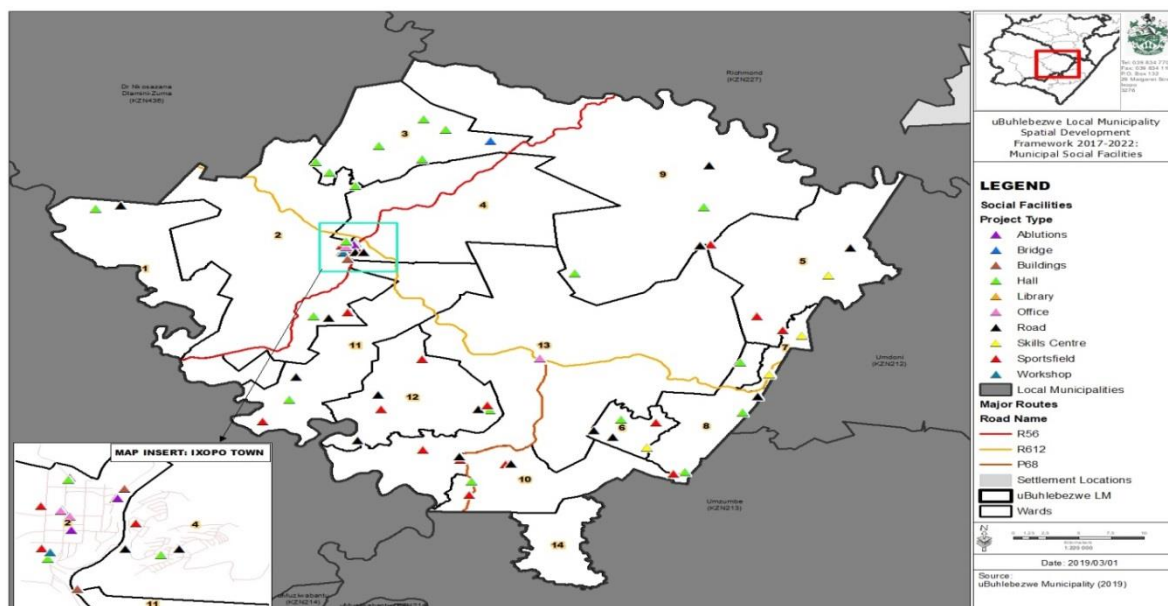 Dr Nkosazana
Dlamini-Zuma
(KZN436)
Richmond
(KZN227)
3
9
4
2
1
5
7
13
11
12
6
8
10
14
Umdoni
(KZN212)
Umzumbe
(KZN213)
(KZN214)
MAP INSERT: IXOPO TOWN
2
4
11
P.O. Box 132
Ixopo
3276
uBuhlebezwe Local Municipality
Spatial Development
Framework 2017-2022:
Municipal Social Facilities
LEGEND
Social Facilities
Project Type
Ablutions
Bridge
Buildings
Hall
Library
Office
Road
Skills Centre
Sportsfield
Workshop
Local Municipalities
Major Routes
Road Name
R56
R612
P68
Settlement Locations
uBuhlebezwe LM
Wards
Date: 2019/03/01
Source:
uBuhlebezwe Municipality (2019)